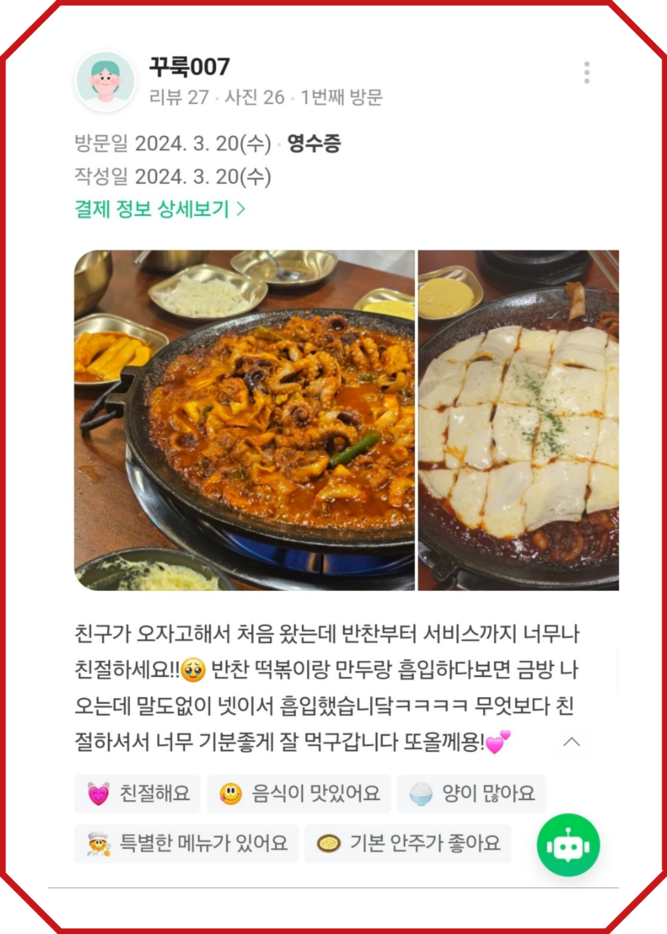 꾸룩007
리뷰 27 · 사진 26 · 1번째 방문
방문일 2024. 3. 20(수) · 영수증
작성일 2024. 3. 20(수)
결제 정보 상세보기 >
친구가 오자고해서 처음 왔는데 반찬부터 서비스까지 너무나
친절하세요!!🥹 반찬 떡볶이랑 만두랑 흡입하다보면 금방 나
오는데 말도없이 넷이서 흡입했습니닼ㅋㅋㅋㅋ 무엇보다 친
절하셔서 너무 기분좋게 잘 먹구갑니다 또올께용!💕
💓 친절해요
😋 음식이 맛있어요
🍚 양이 많아요
👨‍🍳 특별한 메뉴가 있어요
기본 안주가 좋아요